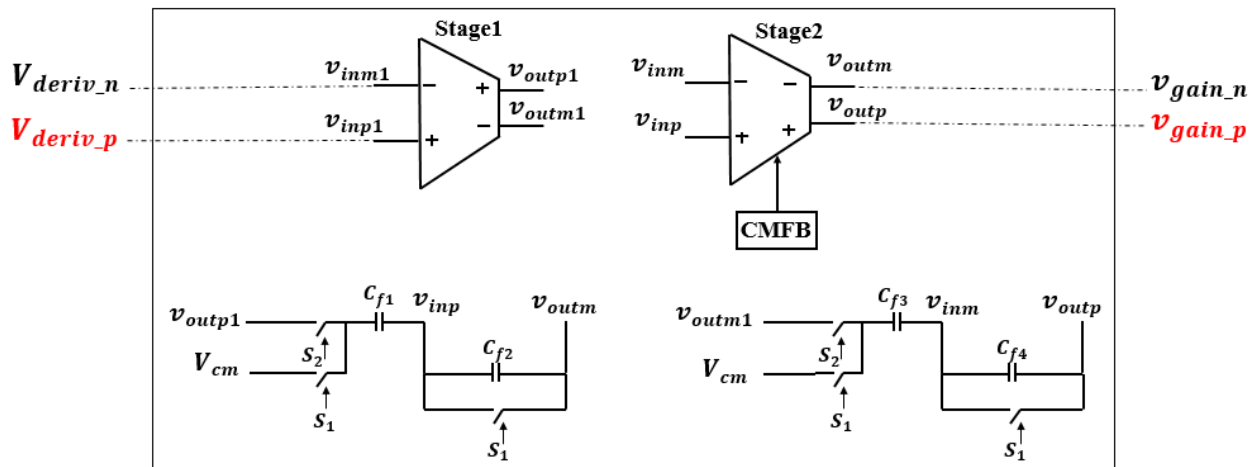 Stage1
Stage2
V_deriv_n
v_inm1
−
+
v_outp1
V_deriv_p
v_inp1
+
−
v_outm1
v_inm
−
−
v_outm
v_gain_n
v_inp
+
+
v_outp
v_gain_p
CMFB
v_outp1
C_f1
v_inp
v_outm
S_2
V_cm
C_f2
S_1
S_1
v_outm1
C_f3
v_inm
v_outp
S_2
V_cm
C_f4
S_1
S_1